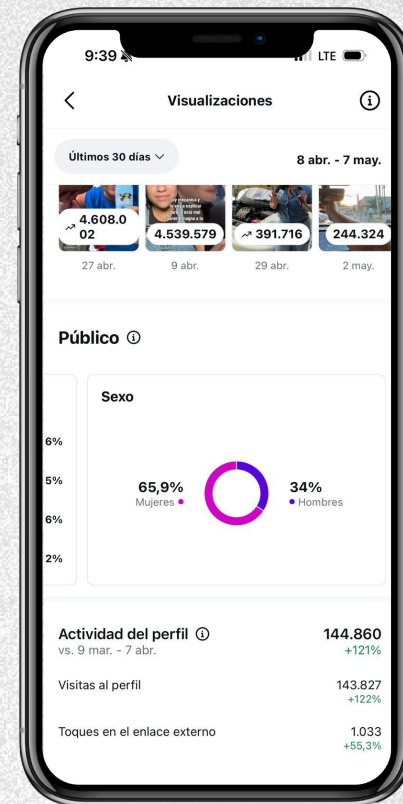 9:39
LTE
Visualizaciones
Últimos 30 días
8 abr. - 7 may.
4.608.0
02
4.539.579
391.716
244.324
27 abr.
9 abr.
29 abr.
2 may.
Público
Sexo
6%
5%
6%
2%
65,9%
Mujeres
34%
Hombres
Actividad del perfil
144.860
vs. 9 mar. - 7 abr.
+121%
Visitas al perfil
143.827
+122%
Toques en el enlace externo
1.033
+55,3%